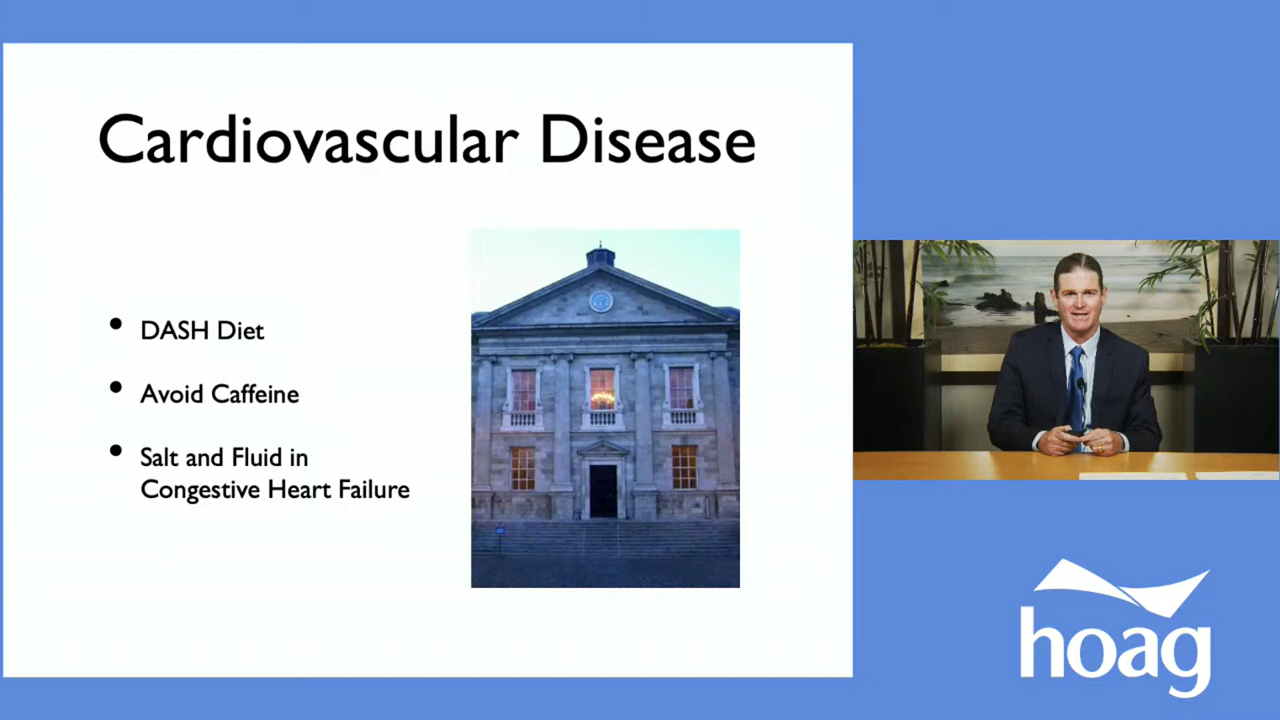 Cardiovascular Disease
• DASH Diet
• Avoid Caffeine
• Salt and Fluid in
Congestive Heart Failure
hoag